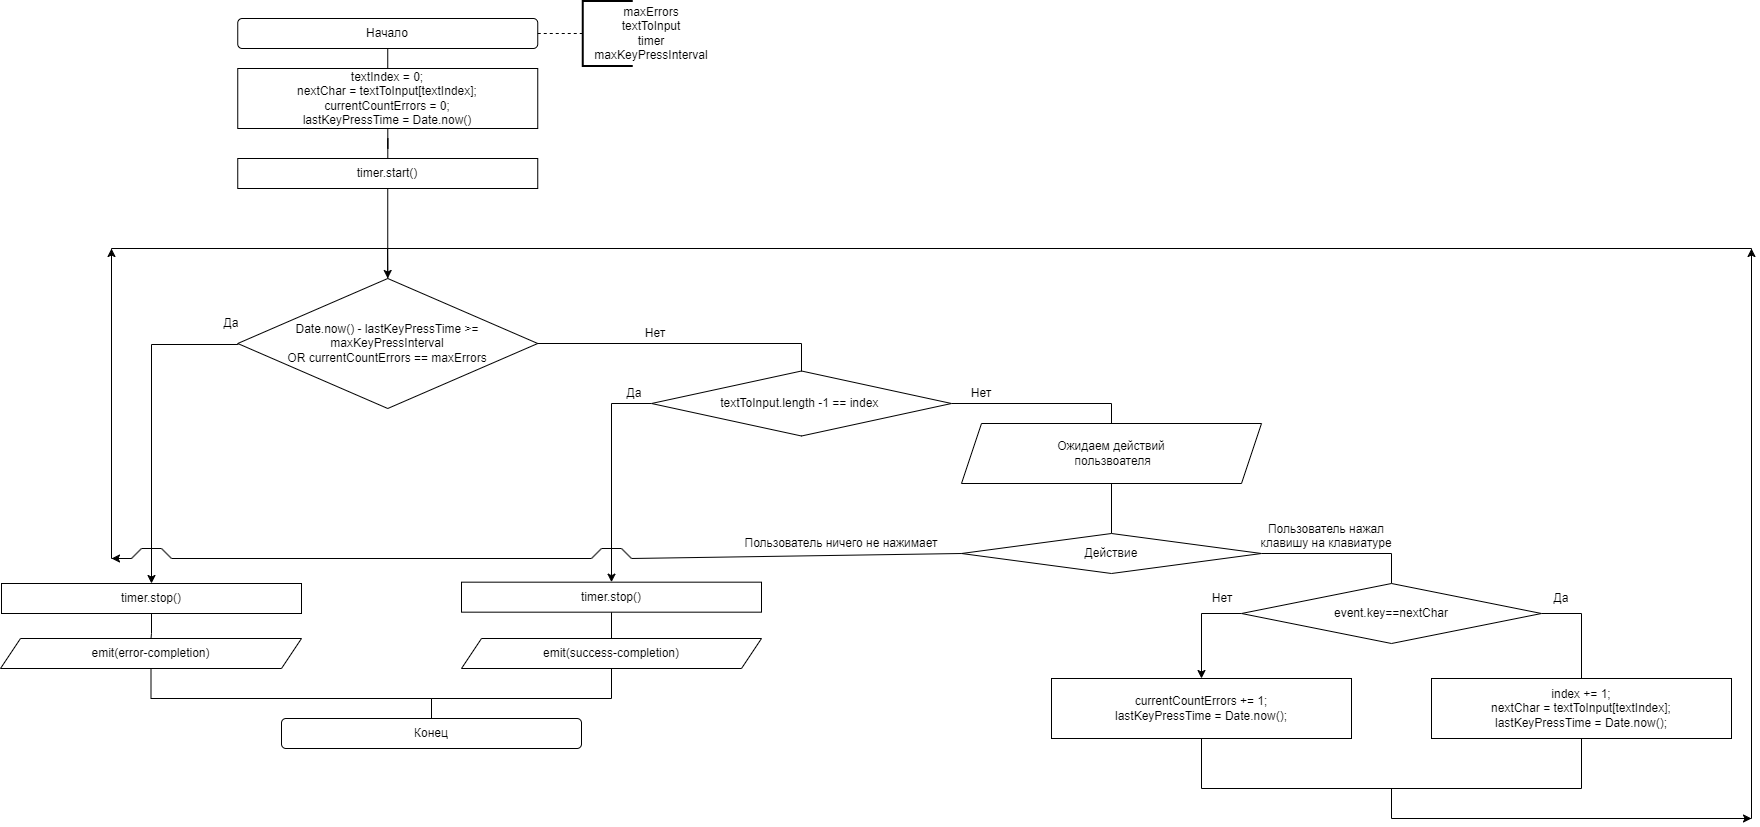 Начало
maxErrors
textToInput
timer
maxKeyPressInterval
textIndex = 0;
nextChar = textToInput[textIndex];
currentCountErrors = 0;
lastKeyPressTime = Date.now()
timer.start()
Да
Date.now() - lastKeyPressTime >=
maxKeyPressInterval
OR currentCountErrors == maxErrors
Нет
Да
textToInput.length -1 == index
Нет
Ожидаем действий
пользвоателя
Пользователь ничего не нажимает
Действие
Пользователь нажал
клавишу на клавиатуре
timer.stop()
timer.stop()
Нет
event.key==nextChar
Да
emit(error-completion)
emit(success-completion)
currentCountErrors += 1;
lastKeyPressTime = Date.now();
index += 1;
nextChar = textToInput[textIndex];
lastKeyPressTime = Date.now();
Конец